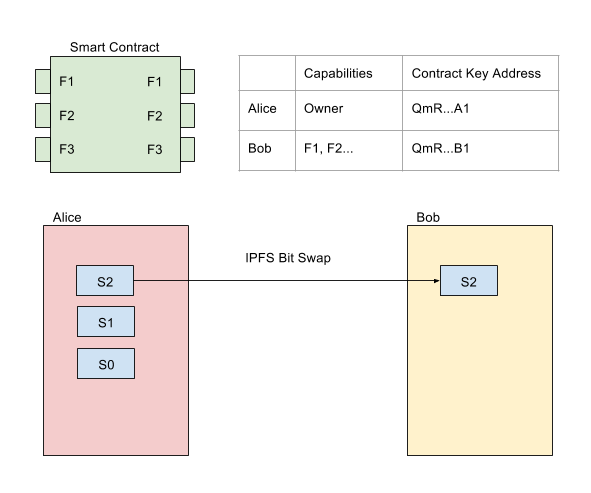 Smart Contract
F1 F1
F2 F2
F3 F3
Capabilities Contract Key Address
Alice Owner QmR...A1
Bob F1, F2... QmR...B1
Alice
Bob
IPFS Bit Swap
S2 S2
S1
S0